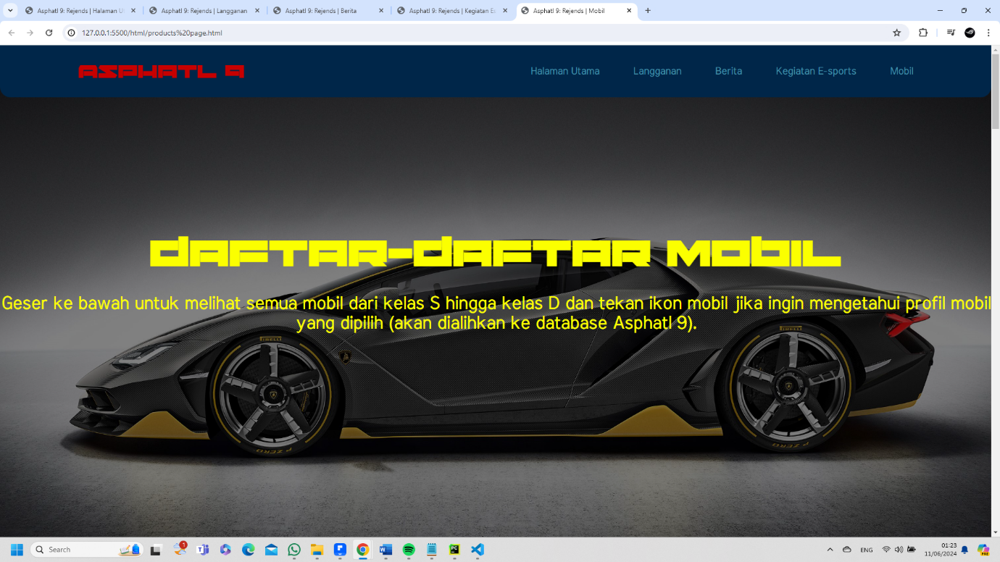 Asphatl 9: Rejends | Halaman U
Asphatl 9: Rejends | Langganan
Asphatl 9: Rejends | Berita
Asphatl 9: Rejends | Kegiatan E
Asphatl 9: Rejends | Mobil
127.0.0.1:5500/html/products%20page.html
ASPHATL 9
Halaman Utama
Langganan
Berita
Kegiatan E-sports
Mobil
DAFTAR-DAFTAR MOBIL
Geser ke bawah untuk melihat semua mobil dari kelas S hingga kelas D dan tekan ikon mobil jika ingin mengetahui profil mobil
yang dipilih (akan dialihkan ke database Asphatl 9).
PIRELLI
PIRELLI
P ZERO
P ZERO
Search
1
ENG
01:23
11/06/2024
PRE